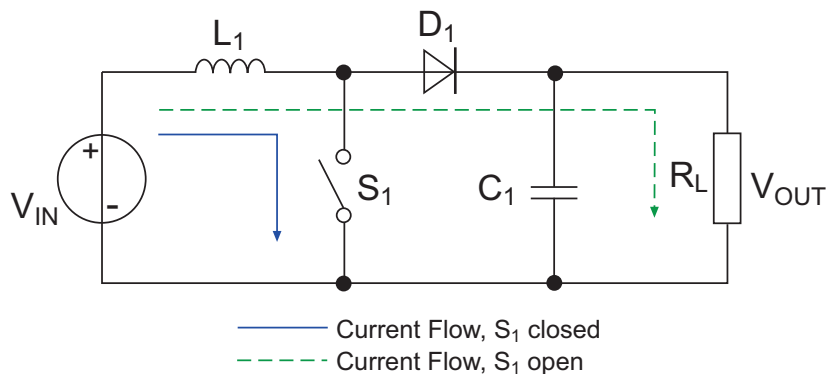 L1
D1
+
-
VIN
S1
C1
RL
VOUT
Current Flow, S1 closed
Current Flow, S1 open